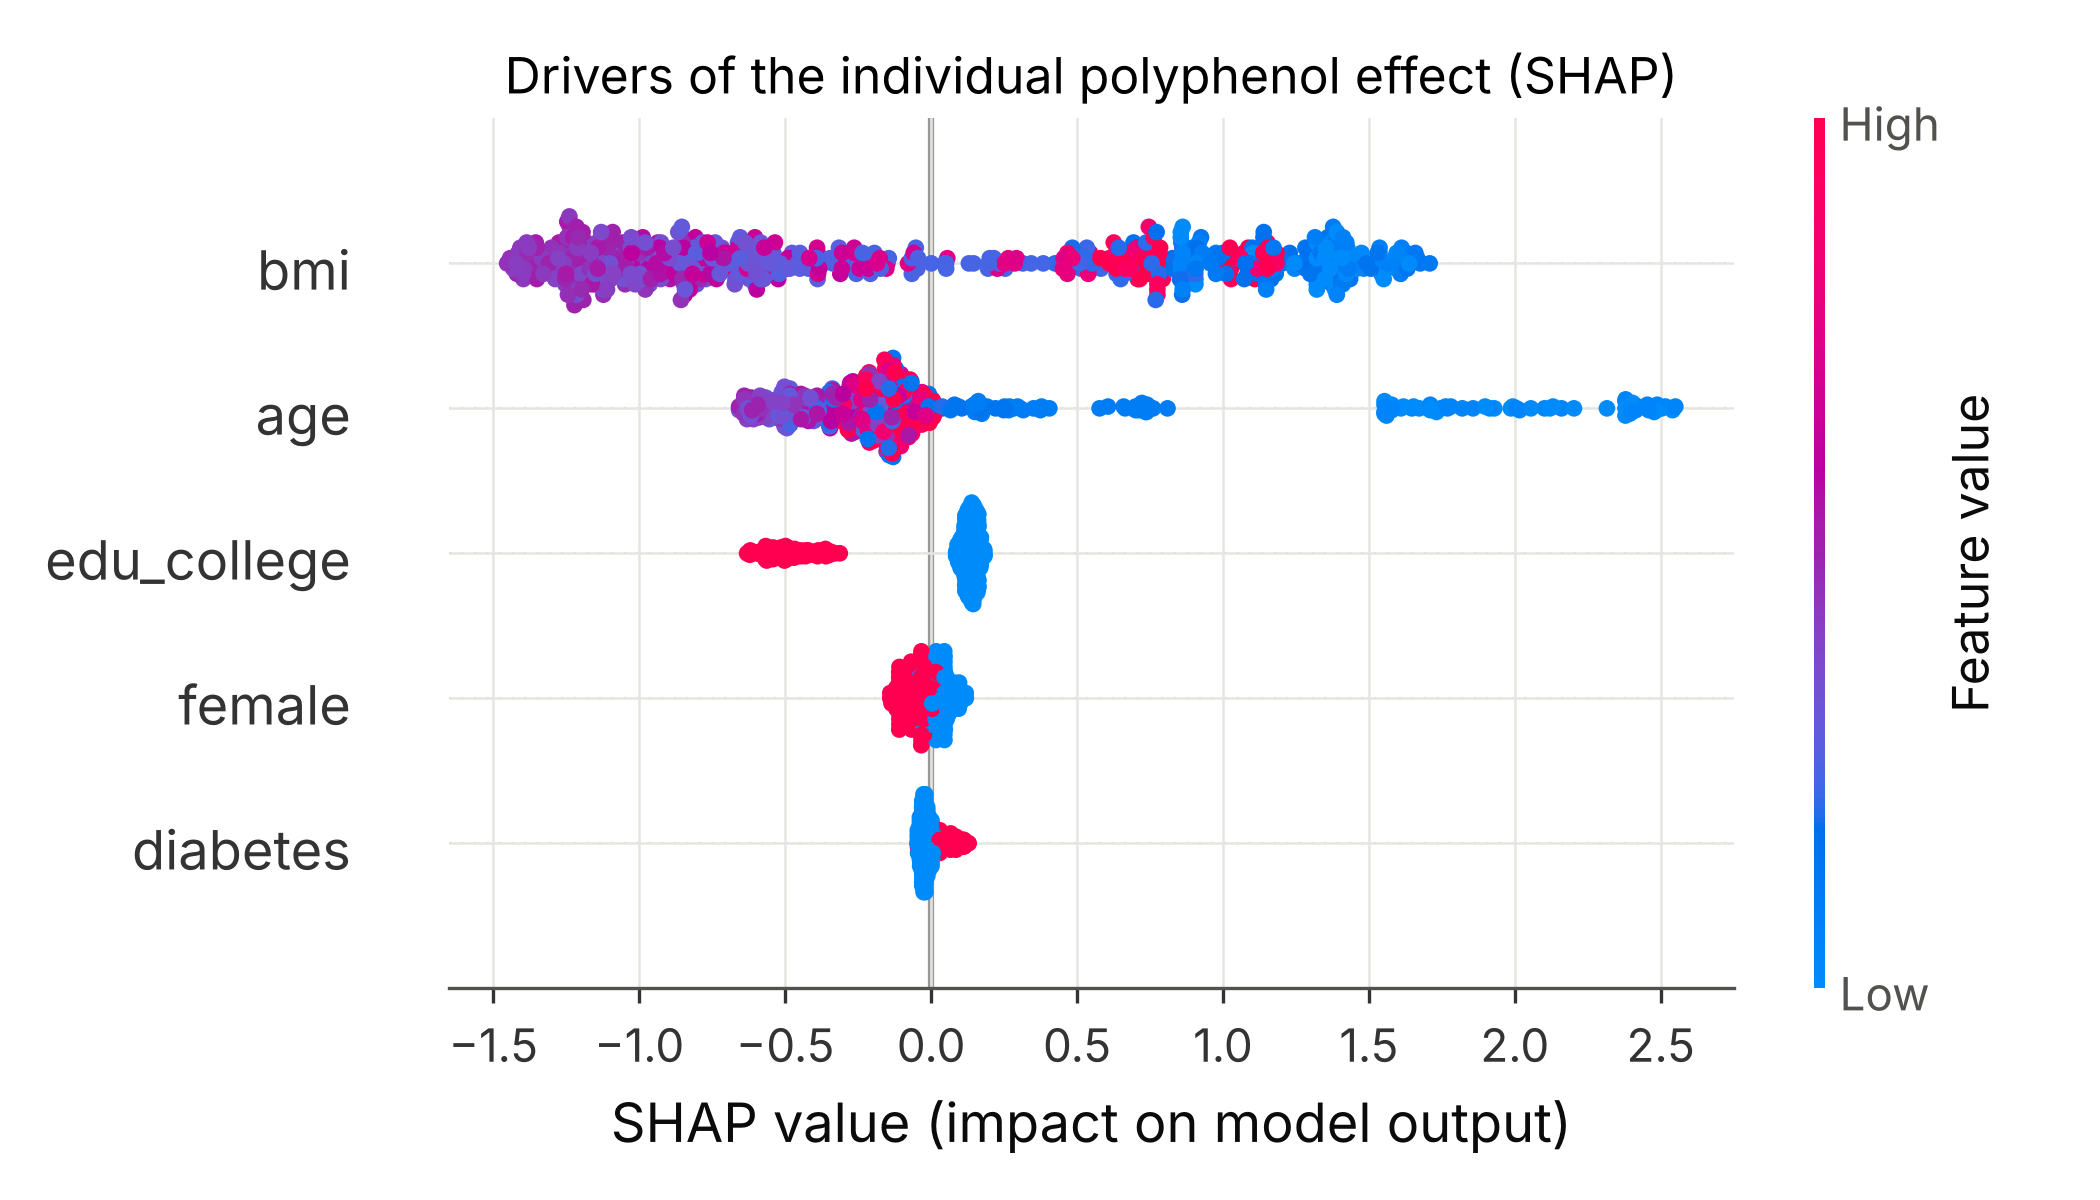 Drivers of the individual polyphenol effect (SHAP)
High
bmi
age
edu_college
female
diabetes
Feature value
Low
−1.5 −1.0 −0.5 0.0 0.5 1.0 1.5 2.0 2.5
SHAP value (impact on model output)